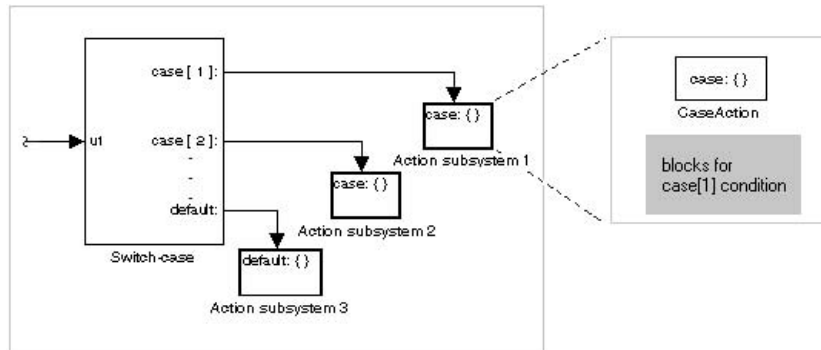 case [ 1 ]:
u1
case [ 2 ]:
default:
Switch-case
case: { }
Action subsystem 1
case: { }
Action subsystem 2
default: { }
Action subsystem 3
case: { }
CaseAction
blocks for
case[1] condition